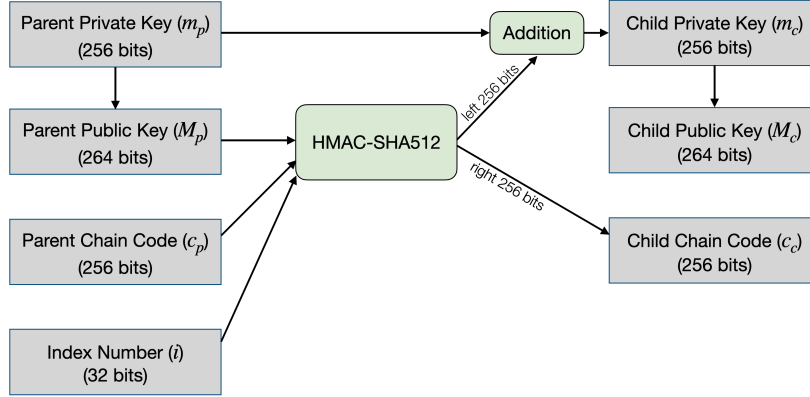 Parent Private Key (m_p)
(256 bits)
Addition
Child Private Key (m_c)
(256 bits)
left 256 bits
Parent Public Key (M_p)
(264 bits)
HMAC-SHA512
Child Public Key (M_c)
(264 bits)
right 256 bits
Parent Chain Code (c_p)
(256 bits)
Child Chain Code (c_c)
(256 bits)
Index Number (i)
(32 bits)